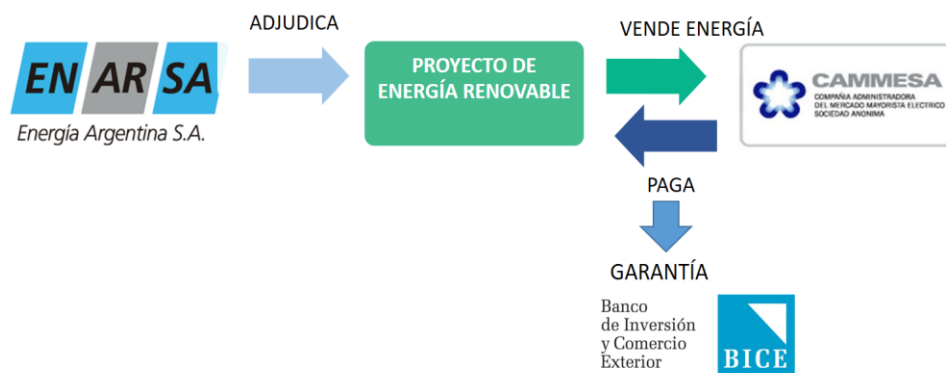 ADJUDICA
EN AR SA
Energía Argentina S.A.
PROYECTO DE
ENERGÍA RENOVABLE
VENDE ENERGÍA
CAMMESA
COMPAÑIA ADMINISTRADORA
DEL MERCADO MAYORISTA ELECTRICO
SOCIEDAD ANONIMA
PAGA
GARANTÍA
Banco
de Inversión
y Comercio
Exterior
BICE